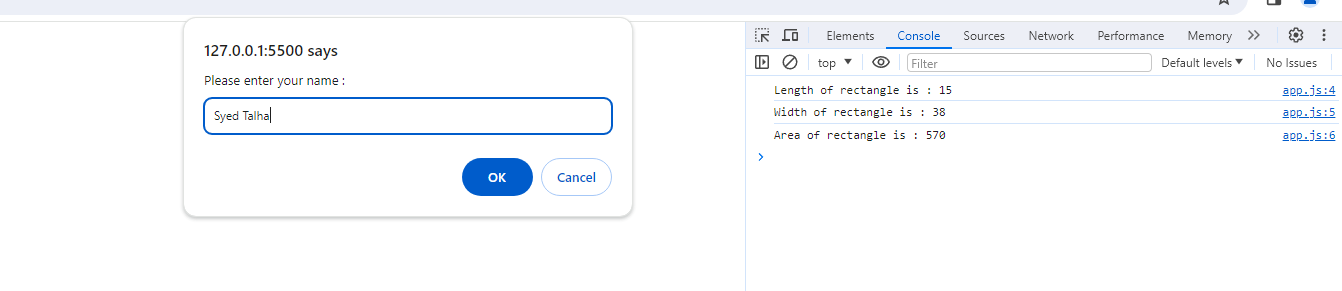 127.0.0.1:5500 says
Please enter your name :
Syed Talha
OK Cancel
Elements Console Sources Network Performance Memory
top Filter Default levels No Issues
Length of rectangle is : 15 app.js:4
Width of rectangle is : 38 app.js:5
Area of rectangle is : 570 app.js:6